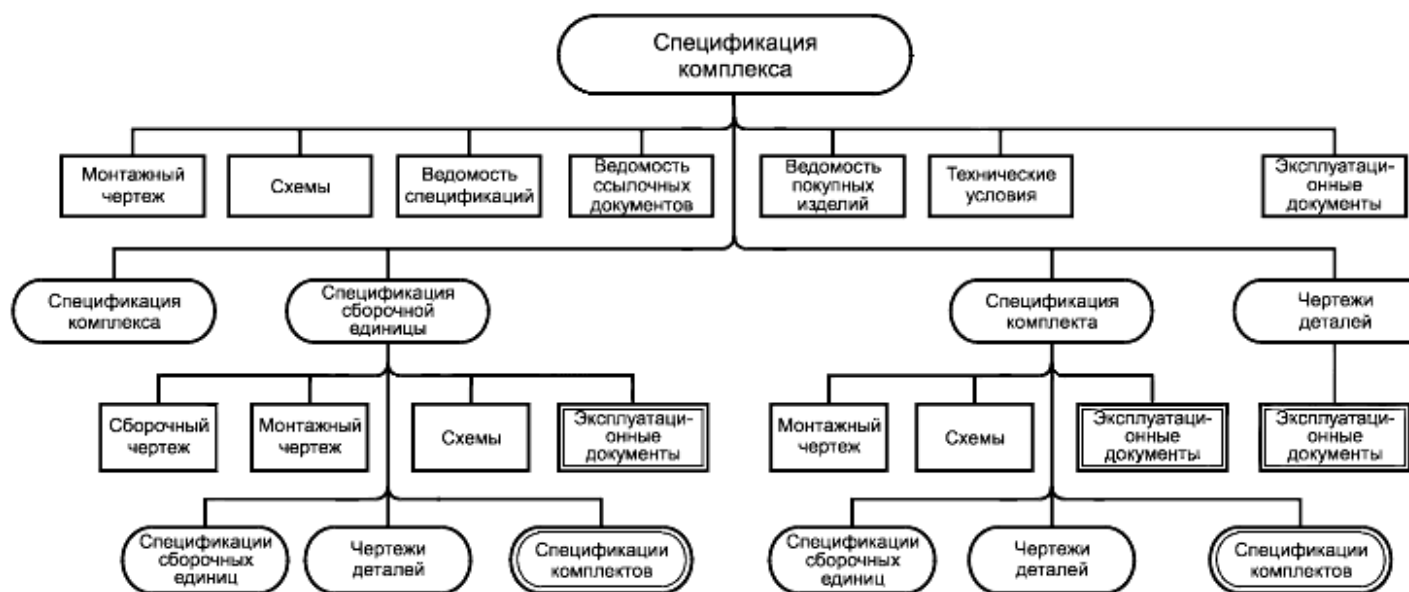 Спецификация
комплекса
Монтажный
чертеж
Схемы
Ведомость
спецификаций
Ведомость
ссылочных
документов
Ведомость
покупных
изделий
Технические
условия
Эксплуатаци-
онные
документы
Спецификация
комплекса
Спецификация
сборочной
единицы
Спецификация
комплекта
Чертежи
деталей
Сборочный
чертеж
Монтажный
чертеж
Схемы
Эксплуатаци-
онные
документы
Монтажный
чертеж
Схемы
Эксплуатаци-
онные
документы
Эксплуатаци-
онные
документы
Спецификации
сборочных
единиц
Чертежи
деталей
Спецификации
комплектов
Спецификации
сборочных
единиц
Чертежи
деталей
Спецификации
комплектов